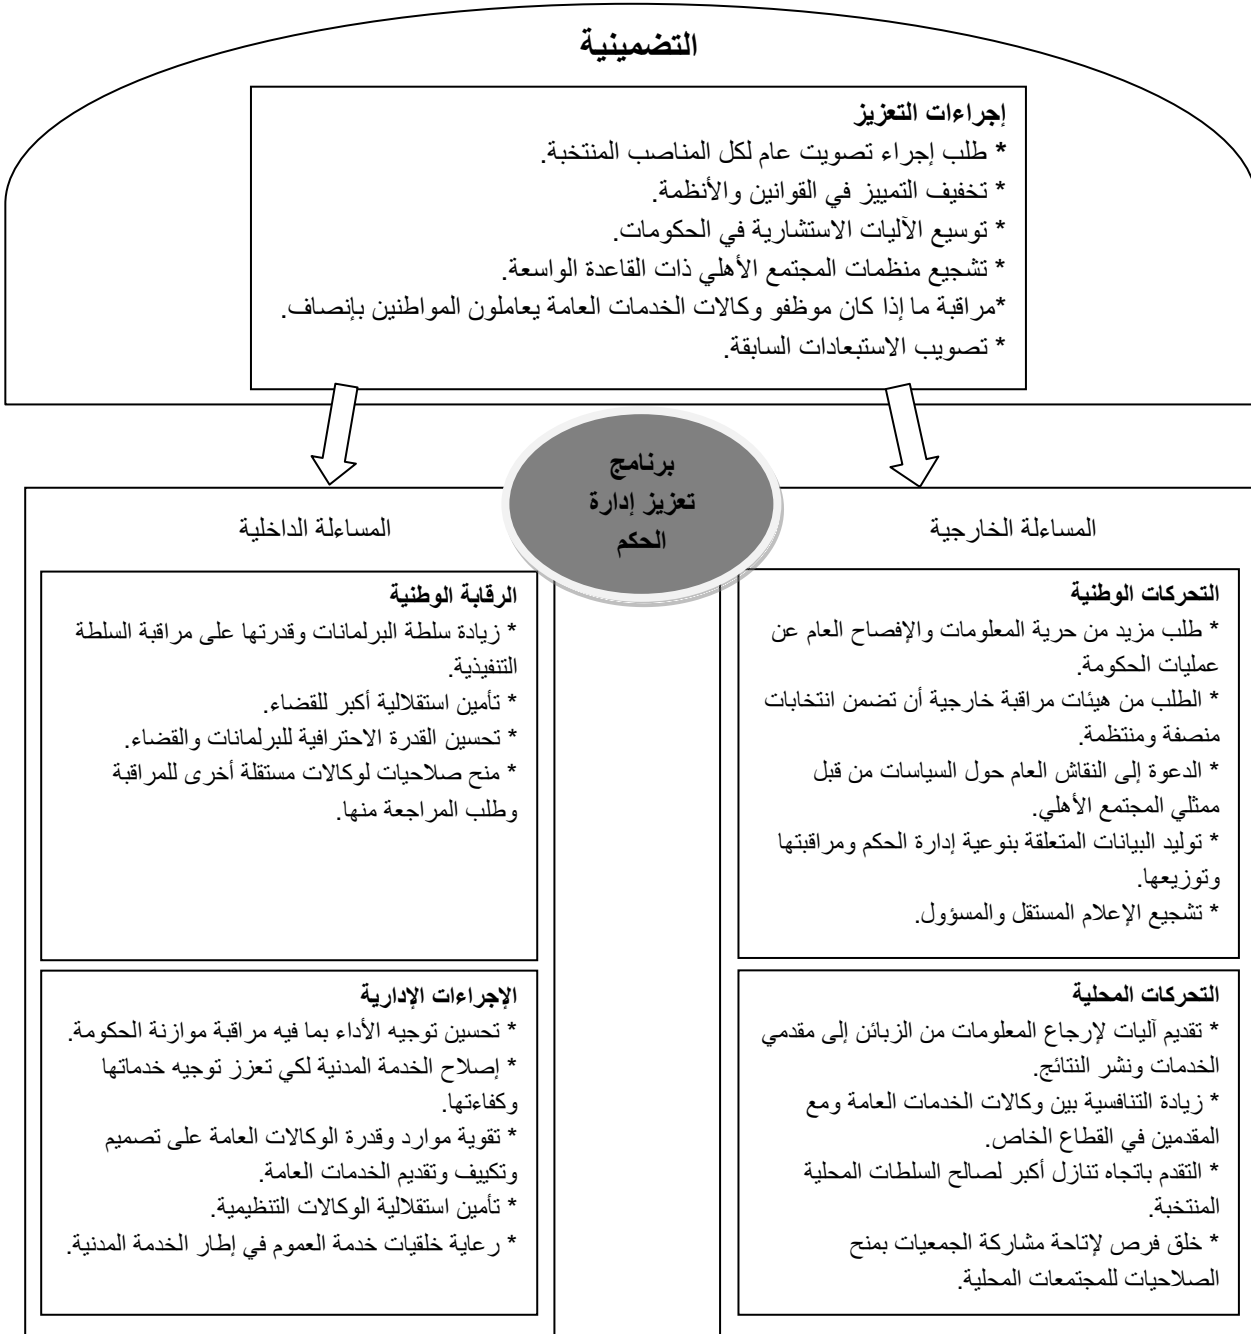 التضمينية
إجراءات التعزيز
* طلب إجراء تصويت عام لكل المناصب المنتخبة.
* تخفيف التمييز في القوانين والأنظمة.
* توسيع الآليات الاستشارية في الحكومات.
* تشجيع منظمات المجتمع الأهلي ذات القاعدة الواسعة.
*مراقبة ما إذا كان موظفو وكالات الخدمات العامة يعاملون المواطنين بإنصاف.
* تصويب الاستبعادات السابقة.
برنامج
تعزيز إدارة
الحكم
المساءلة الخارجية
التحركات الوطنية
* طلب مزيد من حرية المعلومات والإفصاح العام عن
عمليات الحكومة.
* الطلب من هيئات مراقبة خارجية أن تضمن انتخابات
منصفة ومنتظمة.
* الدعوة إلى النقاش العام حول السياسات من قبل
ممثلي المجتمع الأهلي.
* توليد البيانات المتعلقة بنوعية إدارة الحكم ومراقبتها
وتوزيعها.
* تشجيع الإعلام المستقل والمسؤول.
التحركات المحلية
* تقديم آليات لإرجاع المعلومات من الزبائن إلى مقدمي
الخدمات ونشر النتائج.
* زيادة التنافسية بين وكالات الخدمات العامة ومع
المقدمين في القطاع الخاص.
* التقدم باتجاه تنازل أكبر لصالح السلطات المحلية
المنتخبة.
* خلق فرص لإتاحة مشاركة الجمعيات بمنح
الصلاحيات للمجتمعات المحلية.
المساءلة الداخلية
الرقابة الوطنية
* زيادة سلطة البرلمانات وقدرتها على مراقبة السلطة
التنفيذية.
* تأمين استقلالية أكبر للقضاء.
* تحسين القدرة الاحترافية للبرلمانات والقضاء.
* منح صلاحيات لوكالات مستقلة أخرى للمراقبة
وطلب المراجعة منها.
الإجراءات الإدارية
* تحسين توجيه الأداء بما فيه مراقبة موازنة الحكومة.
* إصلاح الخدمة المدنية لكي تعزز توجيه خدماتها
وكفاءتها.
* تقوية موارد وقدرة الوكالات العامة على تصميم
وتكييف وتقديم الخدمات العامة.
* تأمين استقلالية الوكالات التنظيمية.
* رعاية خلقيات خدمة العموم في إطار الخدمة المدنية.